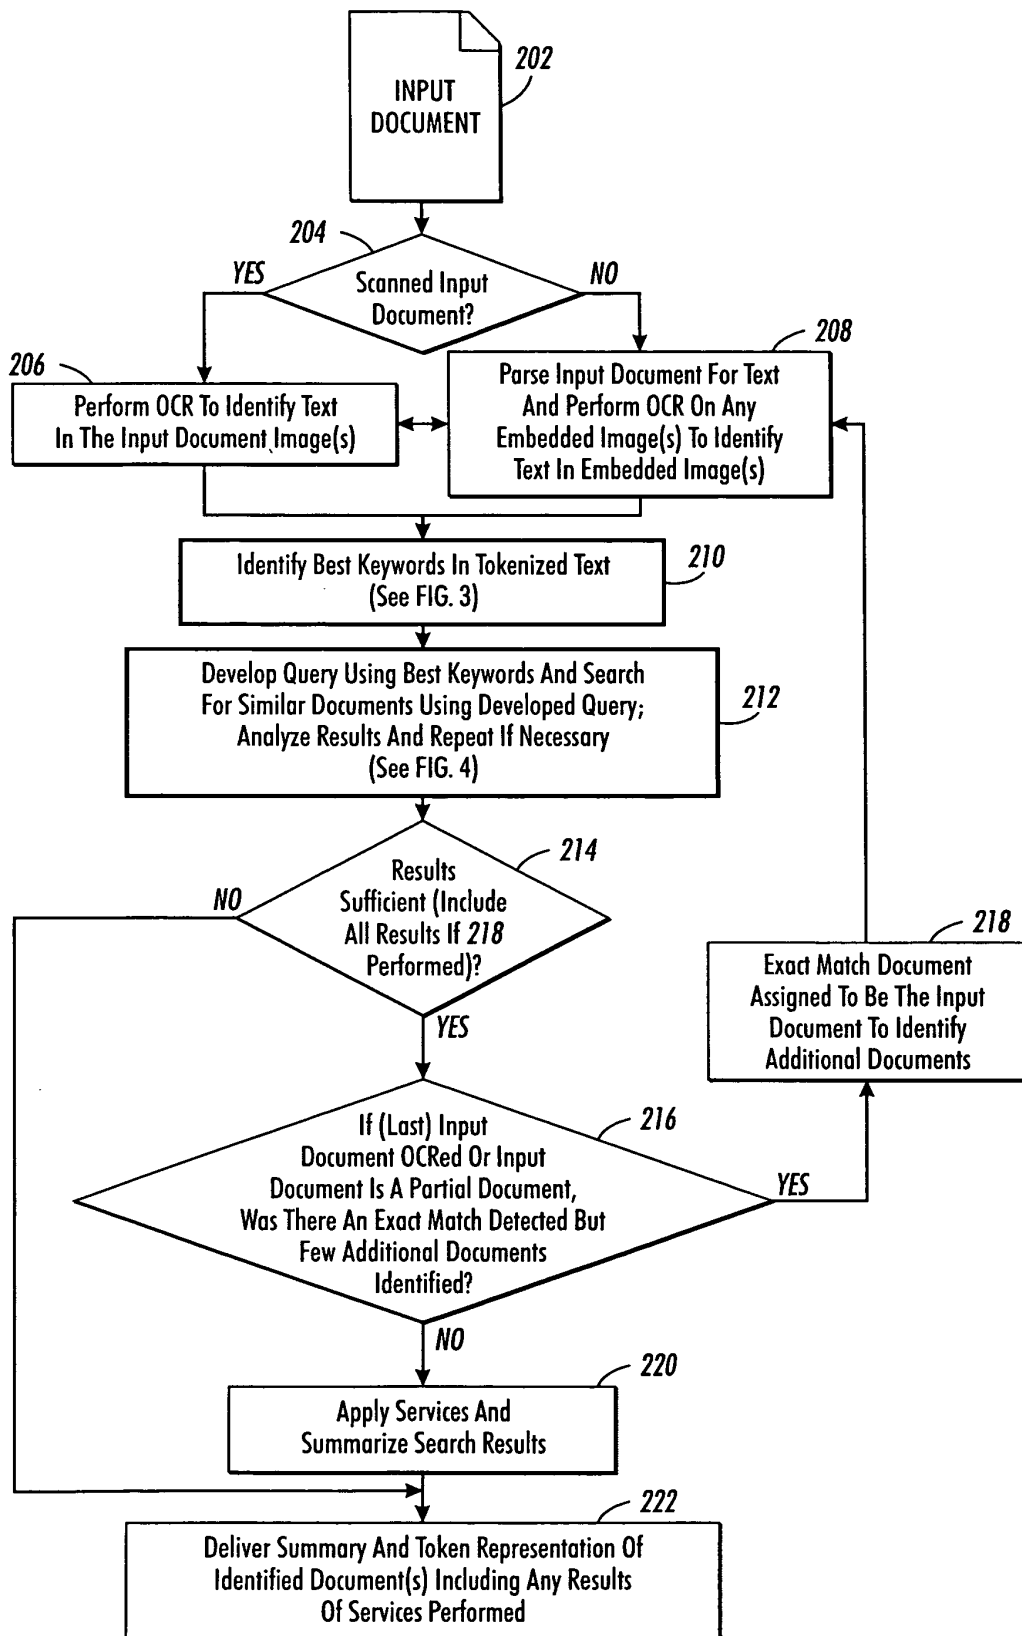 202
INPUT
DOCUMENT
204
YES
NO
Scanned Input
Document?
206
208
Perform OCR To Identify Text
In The Input Document Image(s)
Parse Input Document For Text
And Perform OCR On Any
Embedded Image(s) To Identify
Text In Embedded Image(s)
210
Identify Best Keywords In Tokenized Text
(See FIG. 3)
212
Develop Query Using Best Keywords And Search
For Similar Documents Using Developed Query;
Analyze Results And Repeat If Necessary
(See FIG. 4)
214
NO
Results
Sufficient (Include
All Results If 218
Performed)?
YES
218
Exact Match Document
Assigned To Be The Input
Document To Identify
Additional Documents
216
If (Last) Input
Document OCRed Or Input
Document Is A Partial Document,
Was There An Exact Match Detected But
Few Additional Documents
Identified?
YES
NO
220
Apply Services And
Summarize Search Results
222
Deliver Summary And Token Representation Of
Identified Document(s) Including Any Results
Of Services Performed